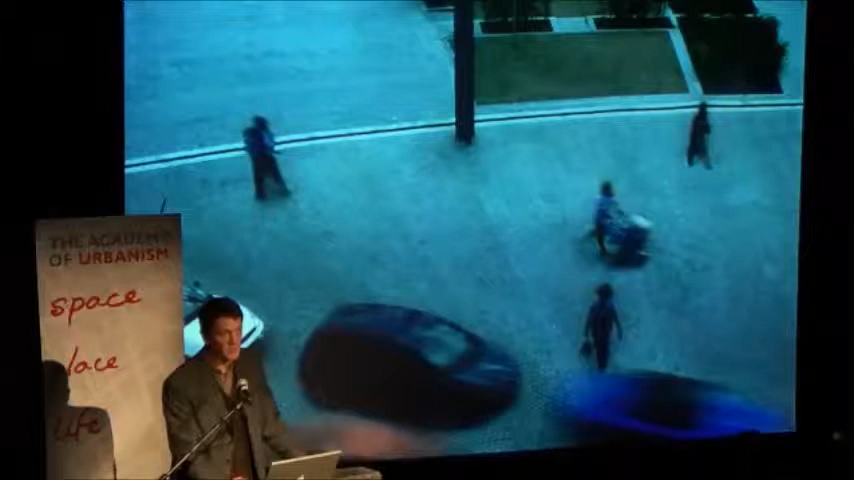 THE ACADEMY
OF URBANISM
space
lace
life